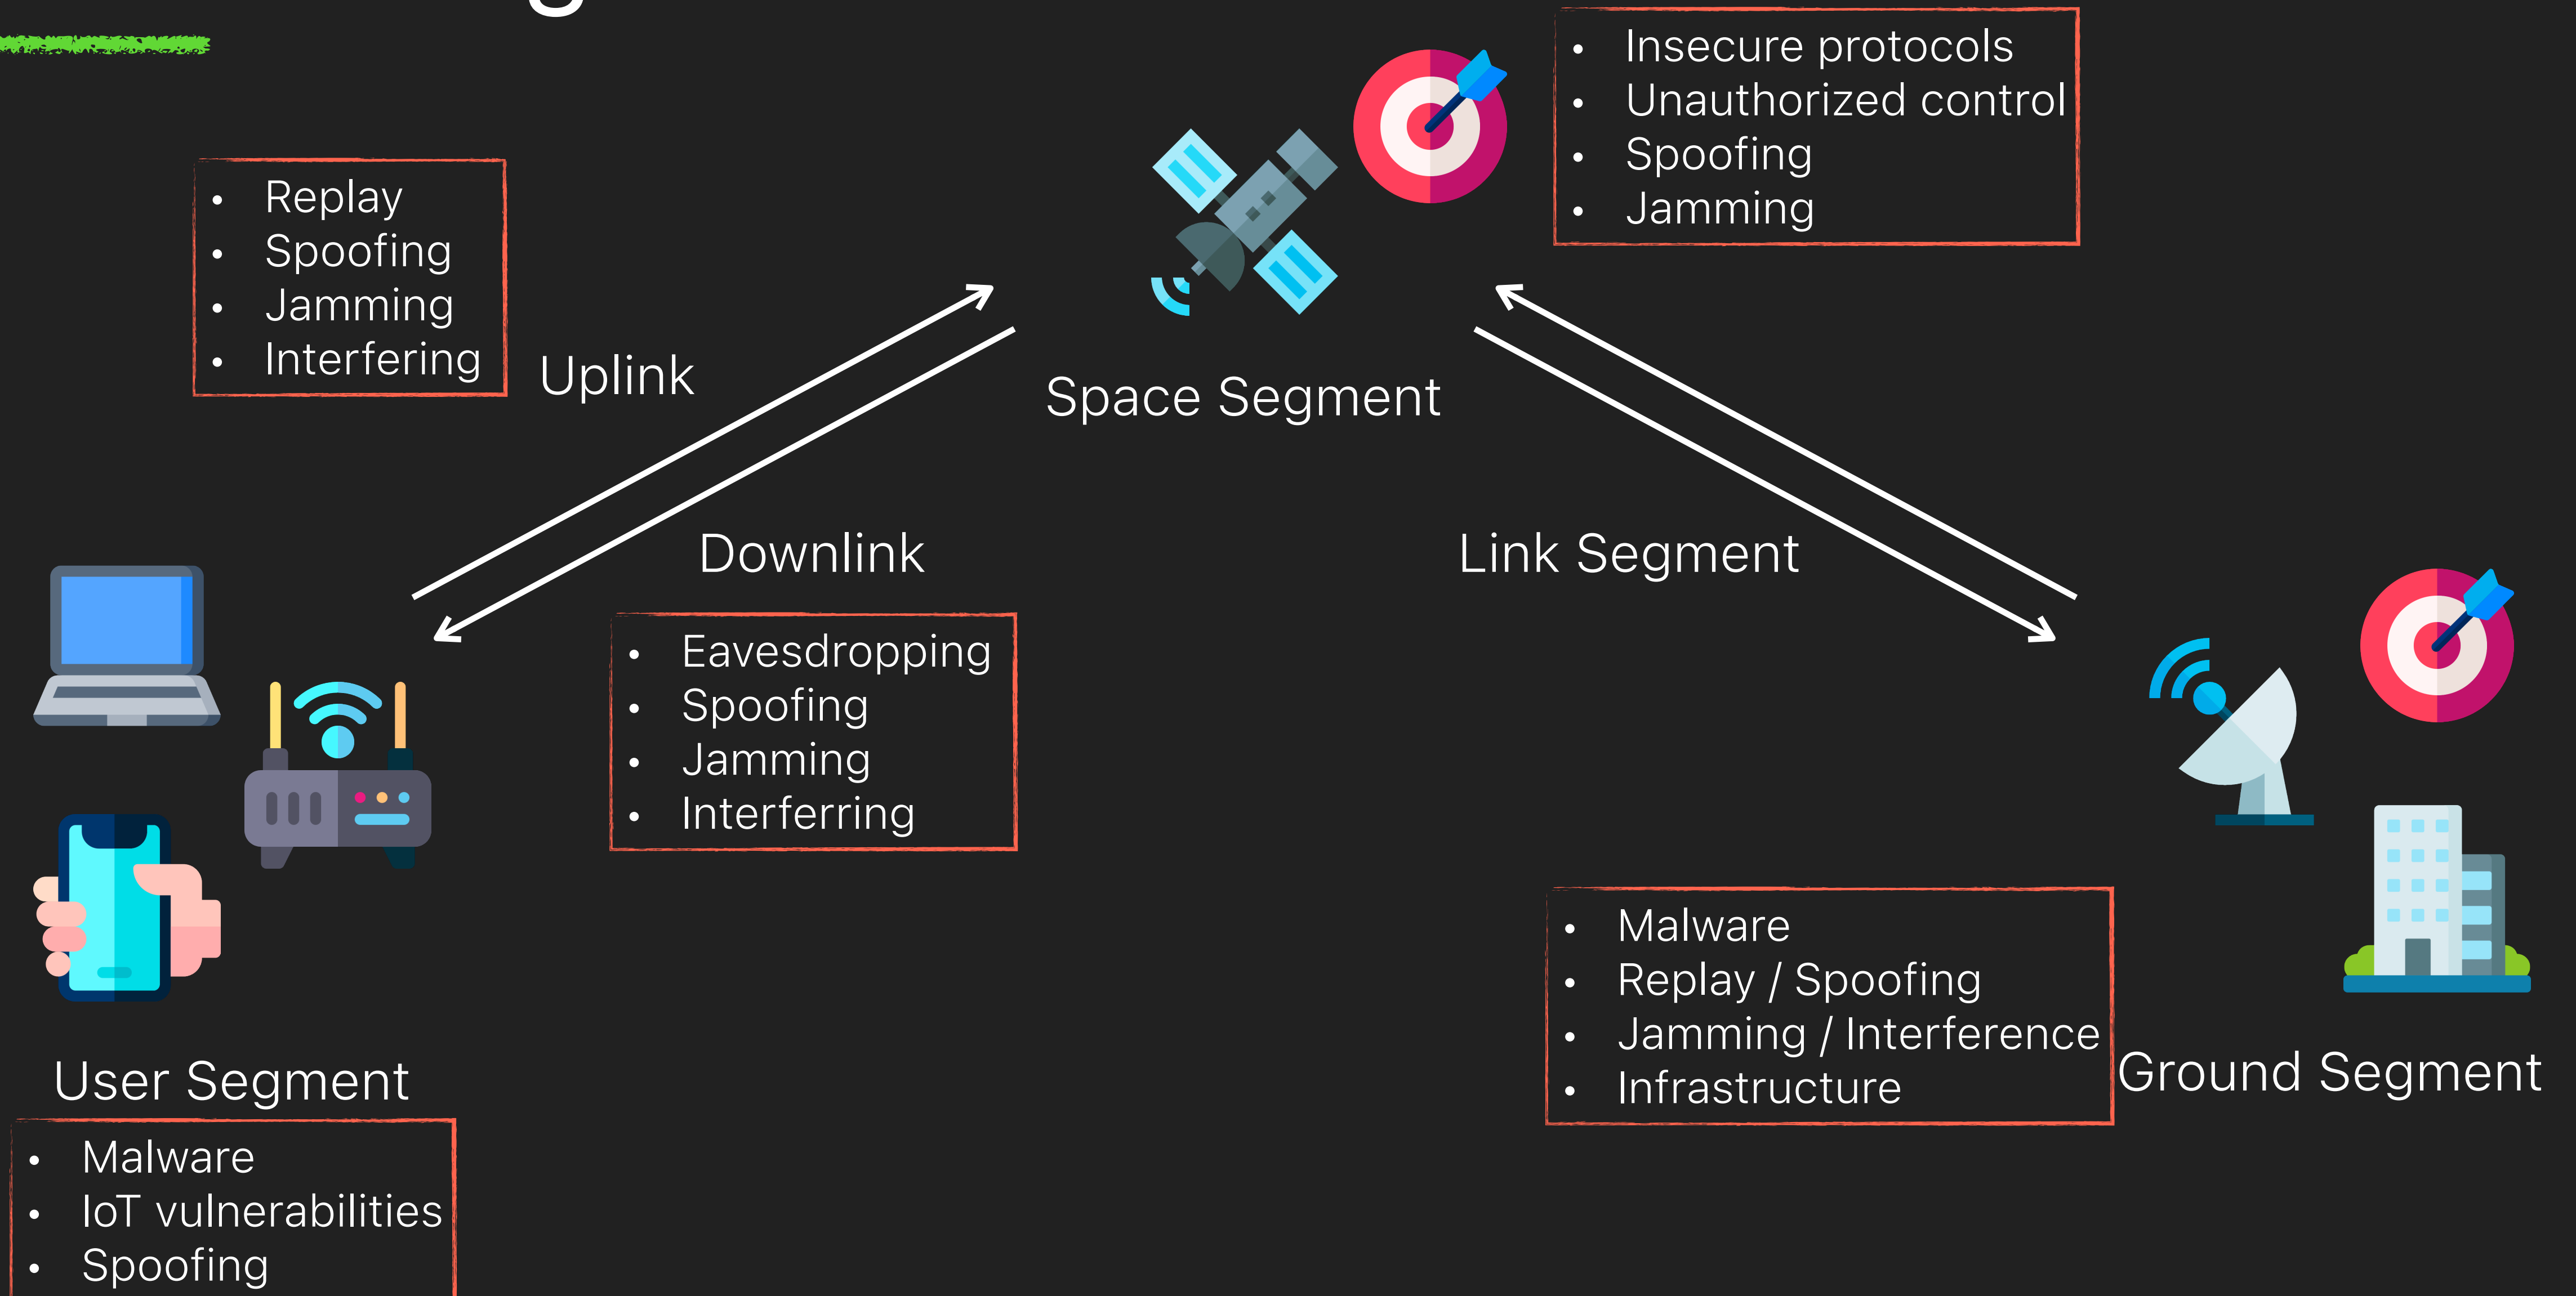 • Insecure protocols
• Unauthorized control
• Spoofing
• Jamming
• Replay
• Spoofing
• Jamming
• Interfering
Uplink
Space Segment
Downlink
Link Segment
• Eavesdropping
• Spoofing
• Jamming
• Interferring
• Malware
• Replay / Spoofing
• Jamming / Interference
• Infrastructure
Ground Segment
User Segment
• Malware
• IoT vulnerabilities
• Spoofing